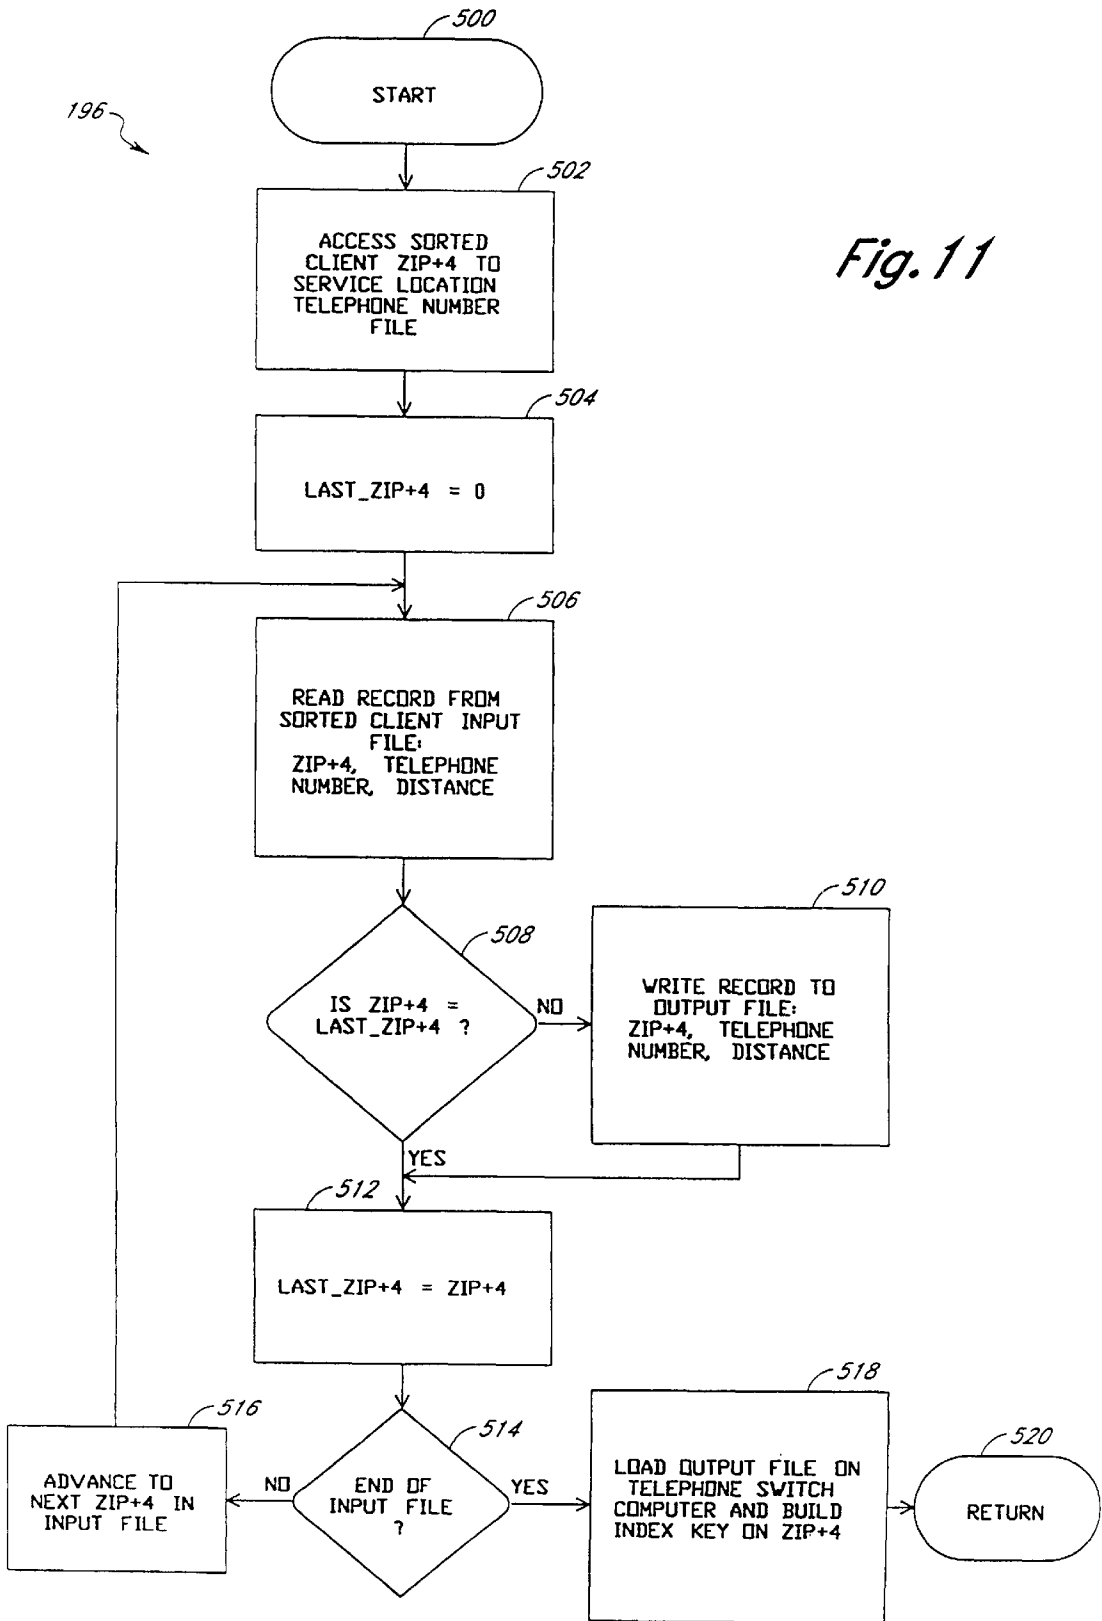 500
START
196
502
ACCESS SORTED
CLIENT ZIP+4 TO
SERVICE LOCATION
TELEPHONE NUMBER
FILE
Fig. 11
504
LAST_ZIP+4 = 0
506
READ RECORD FROM
SORTED CLIENT INPUT
FILE:
ZIP+4, TELEPHONE
NUMBER, DISTANCE
508
IS ZIP+4 =
LAST_ZIP+4 ?
NO
510
WRITE RECORD TO
OUTPUT FILE:
ZIP+4, TELEPHONE
NUMBER, DISTANCE
YES
512
LAST_ZIP+4 = ZIP+4
514
END OF
INPUT FILE
?
NO
516
ADVANCE TO
NEXT ZIP+4 IN
INPUT FILE
YES
518
LOAD OUTPUT FILE ON
TELEPHONE SWITCH
COMPUTER AND BUILD
INDEX KEY ON ZIP+4
520
RETURN